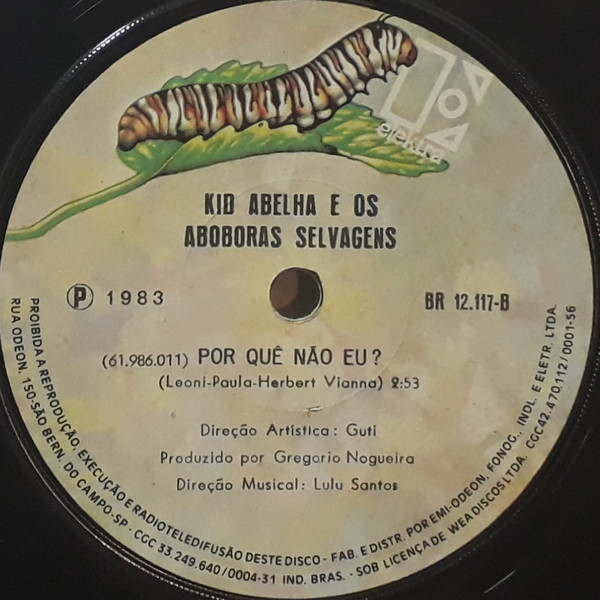 elektra
KID ABELHA E OS
ABOBORAS SELVAGENS
Ⓟ 1983
BR 12.117-B
(61.986.011) POR QUÊ NÃO EU?
(Leoni-Paula-Herbert Vianna) 2:53
Direção Artística: Guti
Produzido por Gregorio Nogueira
Direção Musical: Lulu Santos
PROIBIDA A REPRODUÇÃO, EXECUÇÃO E RADIOTELEDIFUSÃO DESTE DISCO - FAB. E DISTR. POR EMI-ODEON, FONOG., INDL. E ELETR. LTDA.
RUA ODEON, 150-SÃO BERN. DO CAMPO-SP - CGC 33.249.640/0004-31 IND. BRAS. - SOB LICENÇA DE WEA DISCOS LTDA. CGC 42.470.112/0001-56